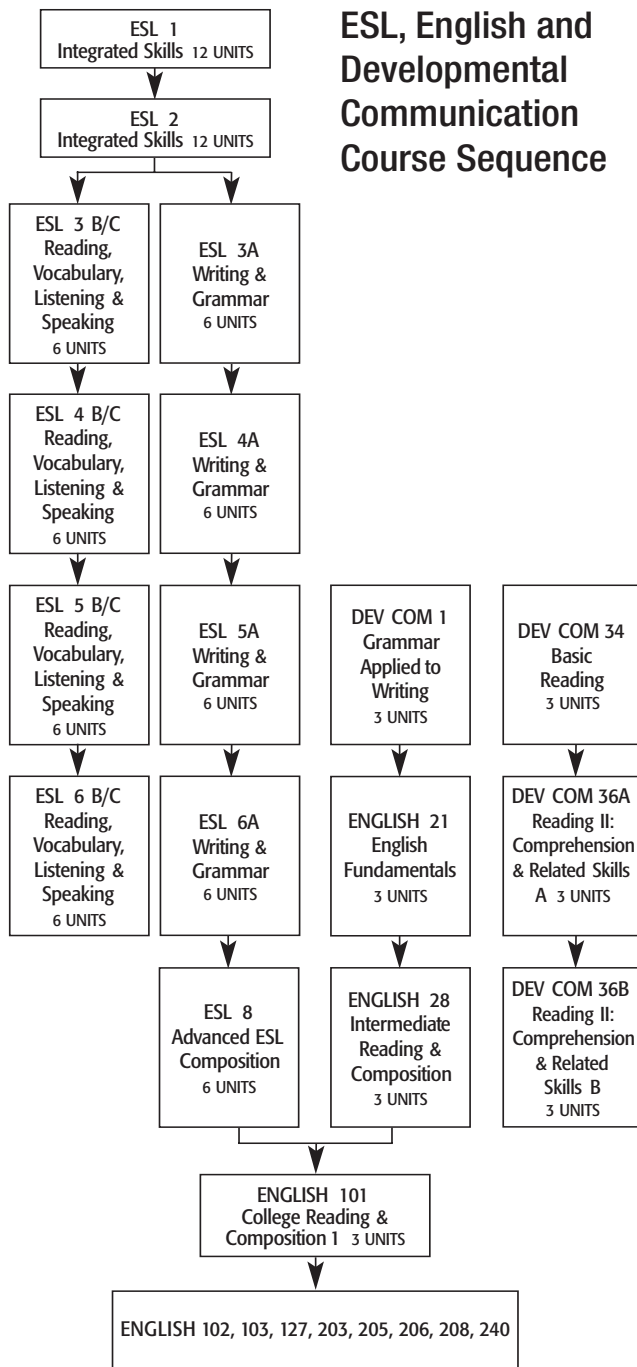 ESL, English and
Developmental
Communication
Course Sequence
ESL 1
Integrated Skills 12 UNITS
ESL 2
Integrated Skills 12 UNITS
ESL 3 B/C
Reading,
Vocabulary,
Listening &
Speaking
6 UNITS
ESL 3A
Writing &
Grammar
6 UNITS
ESL 4 B/C
Reading,
Vocabulary,
Listening &
Speaking
6 UNITS
ESL 4A
Writing &
Grammar
6 UNITS
ESL 5 B/C
Reading,
Vocabulary,
Listening &
Speaking
6 UNITS
ESL 5A
Writing &
Grammar
6 UNITS
DEV COM 1
Grammar
Applied to
Writing
3 UNITS
DEV COM 34
Basic
Reading
3 UNITS
ESL 6 B/C
Reading,
Vocabulary,
Listening &
Speaking
6 UNITS
ESL 6A
Writing &
Grammar
6 UNITS
ENGLISH 21
English
Fundamentals
3 UNITS
DEV COM 36A
Reading II:
Comprehension
& Related Skills
A 3 UNITS
ESL 8
Advanced ESL
Composition
6 UNITS
ENGLISH 28
Intermediate
Reading &
Composition
3 UNITS
DEV COM 36B
Reading II:
Comprehension
& Related
Skills B
3 UNITS
ENGLISH 101
College Reading &
Composition 1 3 UNITS
ENGLISH 102, 103, 127, 203, 205, 206, 208, 240